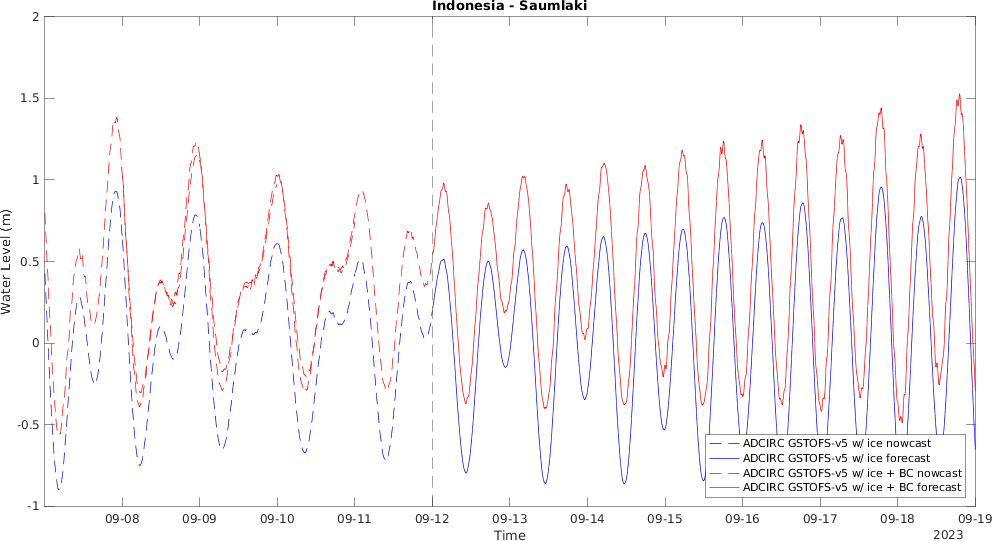 Indonesia - Saumlaki
2
1.5
1
0.5
0
-0.5
-1
Water Level (m)
ADCIRC GSTOFS-v5 w/ ice nowcast
ADCIRC GSTOFS-v5 w/ ice forecast
ADCIRC GSTOFS-v5 w/ ice + BC nowcast
ADCIRC GSTOFS-v5 w/ ice + BC forecast
09-08 09-09 09-10 09-11 09-12 09-13 09-14 09-15 09-16 09-17 09-18 09-19
Time
2023